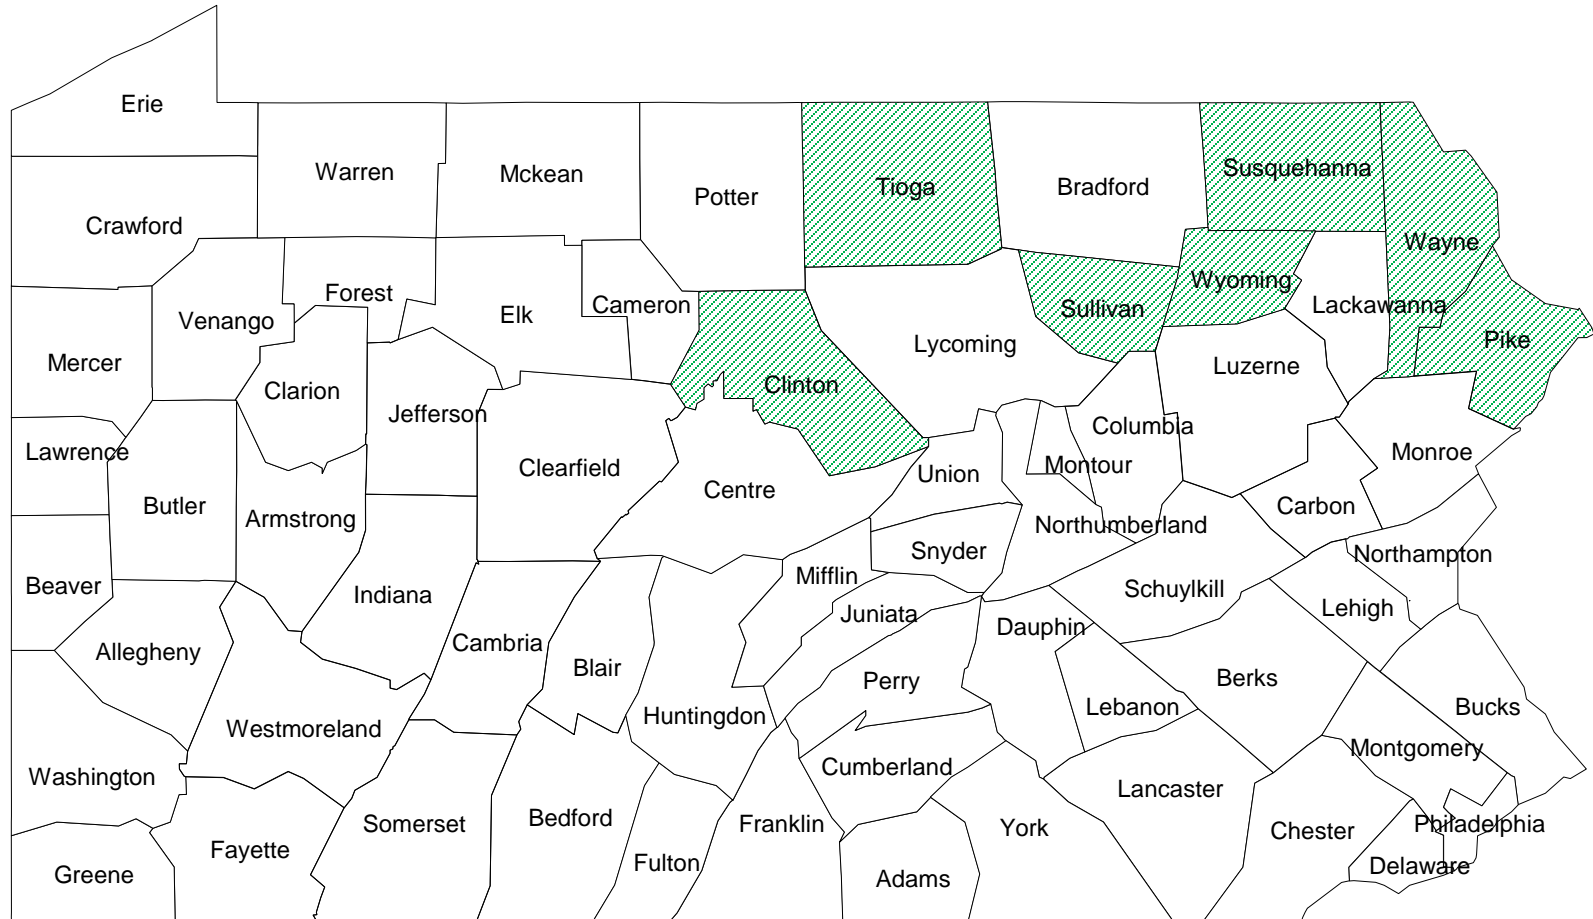 Erie
Warren
Mckean
Potter
Tioga
Bradford
Susquehanna
Wayne
Crawford
Venango
Forest
Elk
Cameron
Clinton
Lycoming
Sullivan
Wyoming
Lackawanna
Pike
Mercer
Clarion
Jefferson
Luzerne
Lawrence
Butler
Armstrong
Clearfield
Centre
Union
Montour
Columbia
Monroe
Carbon
Northumberland
Snyder
Northampton
Beaver
Indiana
Mifflin
Juniata
Schuylkill
Lehigh
Allegheny
Cambria
Blair
Dauphin
Perry
Lebanon
Berks
Bucks
Westmoreland
Huntingdon
Montgomery
Washington
Cumberland
Lancaster
Somerset
Bedford
Franklin
York
Chester
Philadelphia
Greene
Fayette
Fulton
Adams
Delaware